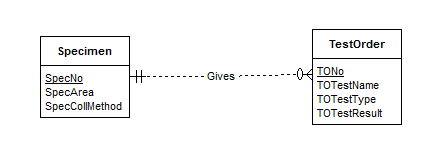 Specimen
SpecNo
SpecArea
SpecCollMethod
Gives
TestOrder
TONo
TOTestName
TOTestType
TOTestResult